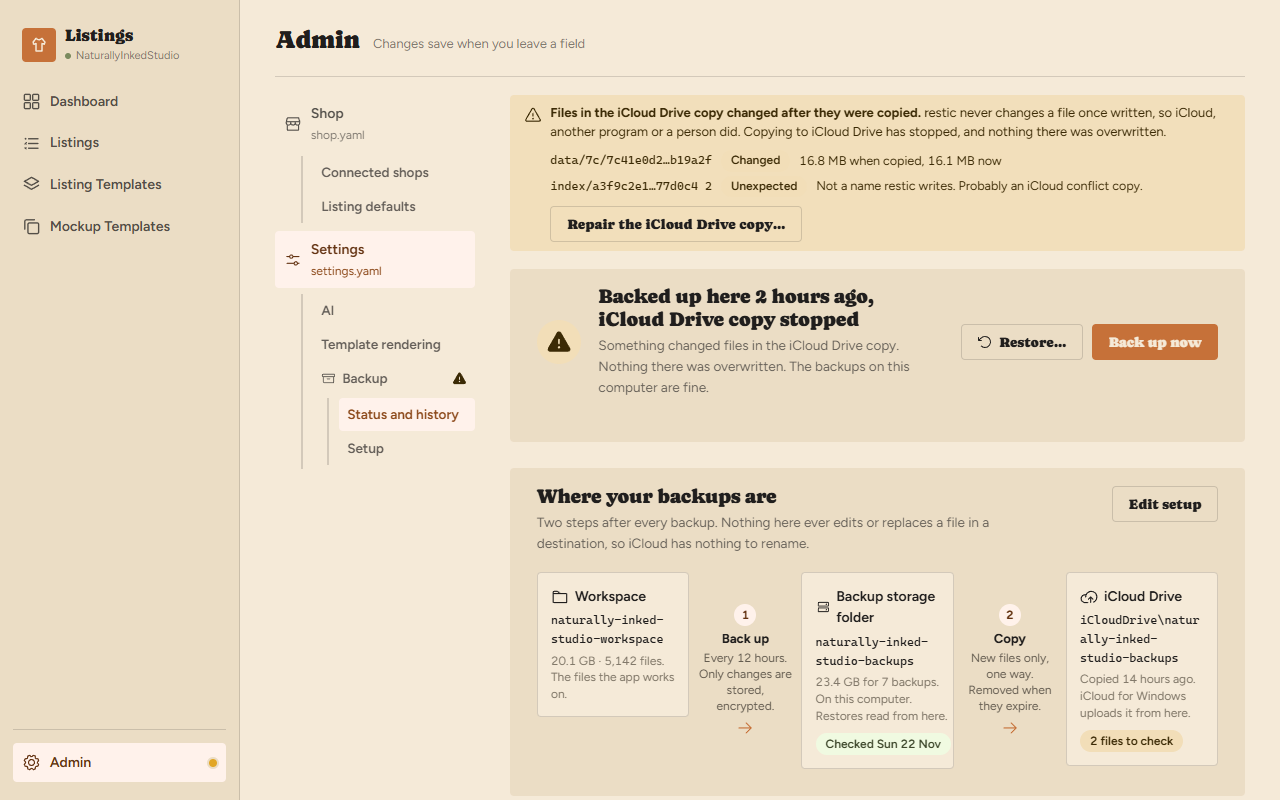 Listings
NaturallyInkedStudio
Dashboard
Listings
Listing Templates
Mockup Templates
Admin
Admin
Changes save when you leave a field
Shop
shop.yaml
Connected shops
Listing defaults
Settings
settings.yaml
AI
Template rendering
Backup
Status and history
Setup
Files in the iCloud Drive copy changed after they were copied. restic never changes a file once written, so iCloud,
another program or a person did. Copying to iCloud Drive has stopped, and nothing there was overwritten.
data/7c/7c41e0d2…b19a2f Changed 16.8 MB when copied, 16.1 MB now
index/a3f9c2e1…77d0c4 2 Unexpected Not a name restic writes. Probably an iCloud conflict copy.
Repair the iCloud Drive copy…
Backed up here 2 hours ago,
iCloud Drive copy stopped
Something changed files in the iCloud Drive copy.
Nothing there was overwritten. The backups on this
computer are fine.
Restore…
Back up now
Where your backups are
Two steps after every backup. Nothing here ever edits or replaces a file in a
destination, so iCloud has nothing to rename.
Edit setup
Workspace
naturally-inked-
studio-workspace
20.1 GB · 5,142 files.
The files the app works
on.
1
Back up
Every 12 hours.
Only changes are
stored,
encrypted.
Backup storage
folder
naturally-inked-
studio-backups
23.4 GB for 7 backups.
On this computer.
Restores read from here.
Checked Sun 22 Nov
2
Copy
New files only,
one way.
Removed when
they expire.
iCloud Drive
iCloudDrive\natur
ally-inked-
studio-backups
Copied 14 hours ago.
iCloud for Windows
uploads it from here.
2 files to check